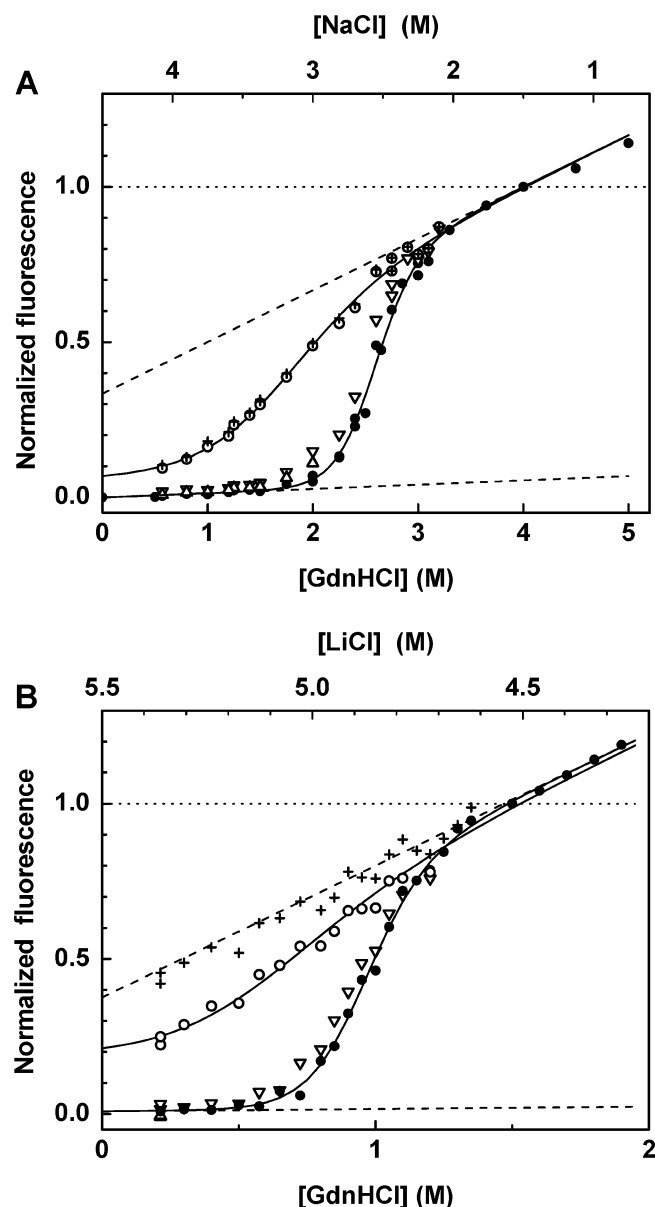 [NaCl] (M)
4 3 2 1
A
1.0
0.5
0.0
Normalized fluorescence
0 1 2 3 4 5
[GdnHCl] (M)
[LiCl] (M)
5.5 5.0 4.5
B
1.0
0.5
0.0
Normalized fluorescence
0 1 2
[GdnHCl] (M)